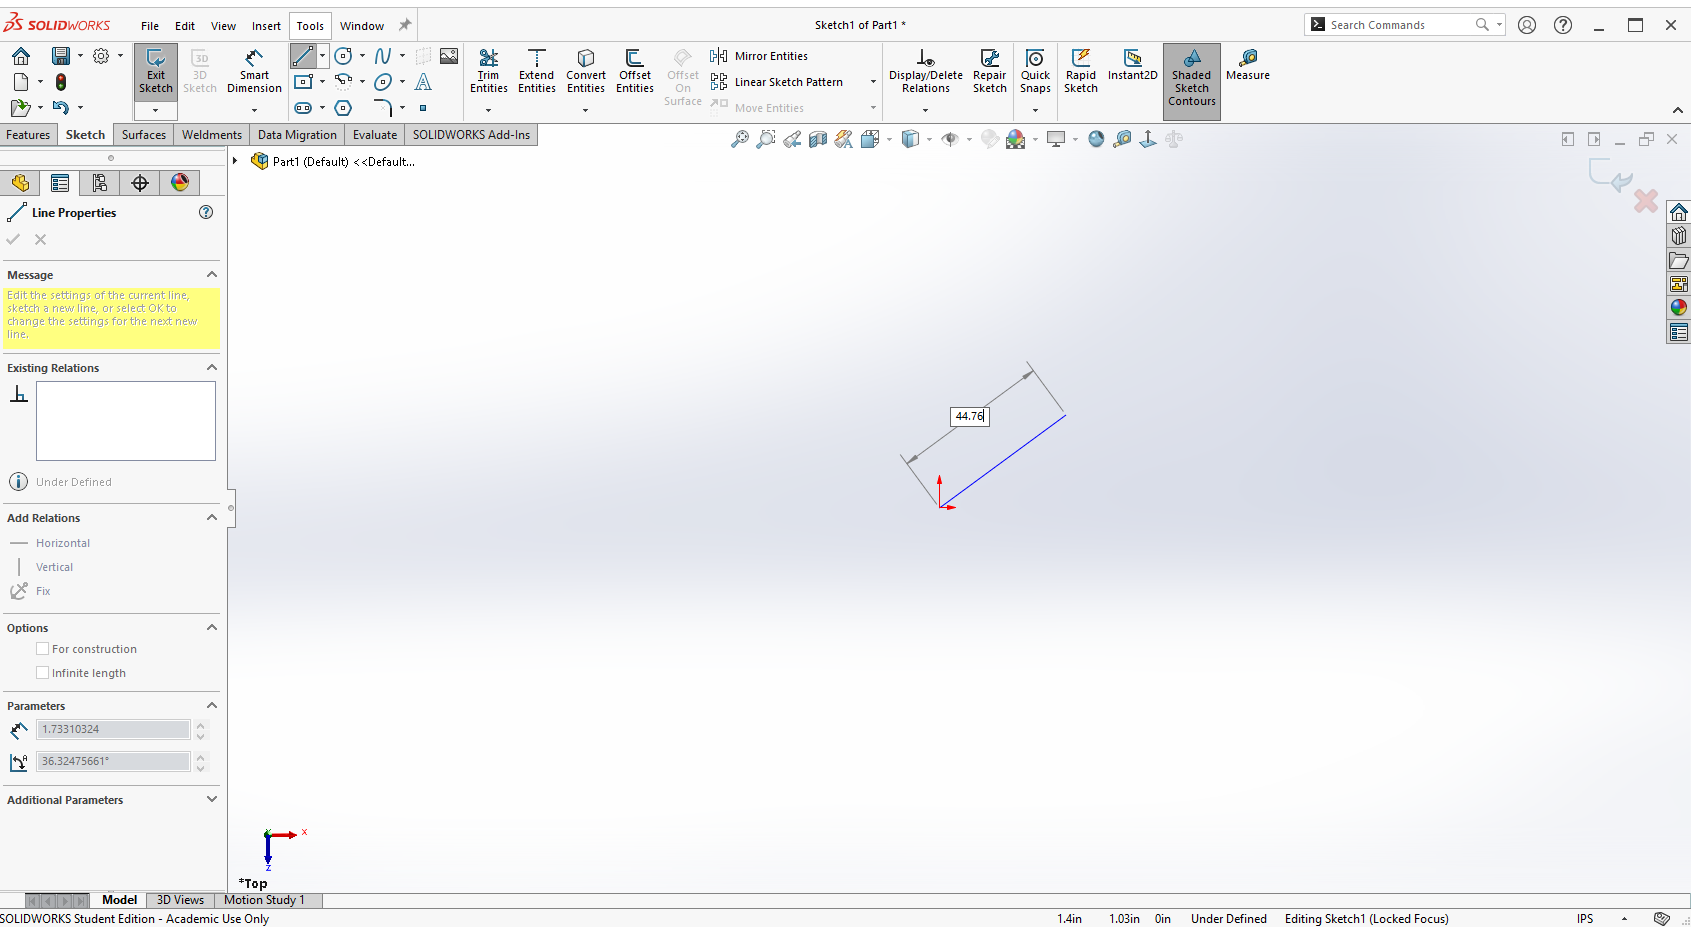 SOLIDWORKS File Edit View Insert Tools Window Sketch1 of Part1 * Search Commands
Exit Sketch
3D Sketch
Smart Dimension
Trim Entities
Extend Entities
Convert Entities
Offset Entities
Offset On Surface
Mirror Entities
Linear Sketch Pattern
Move Entities
Display/Delete Relations
Repair Sketch
Quick Snaps
Rapid Sketch
Instant2D
Shaded Sketch Contours
Measure
Features Sketch Surfaces Weldments Data Migration Evaluate SOLIDWORKS Add-Ins
Part1 (Default) <<Default...
Line Properties
Message
Edit the settings of the current line,
sketch a new line, or select OK to
change the settings for the next new
line.
Existing Relations
Under Defined
Add Relations
Horizontal
Vertical
Fix
Options
For construction
Infinite length
Parameters
1.73310324
36.32475661°
Additional Parameters
44.76
x
z
*Top
Model 3D Views Motion Study 1
SOLIDWORKS Student Edition - Academic Use Only 1.4in 1.03in 0in Under Defined Editing Sketch1 (Locked Focus) IPS